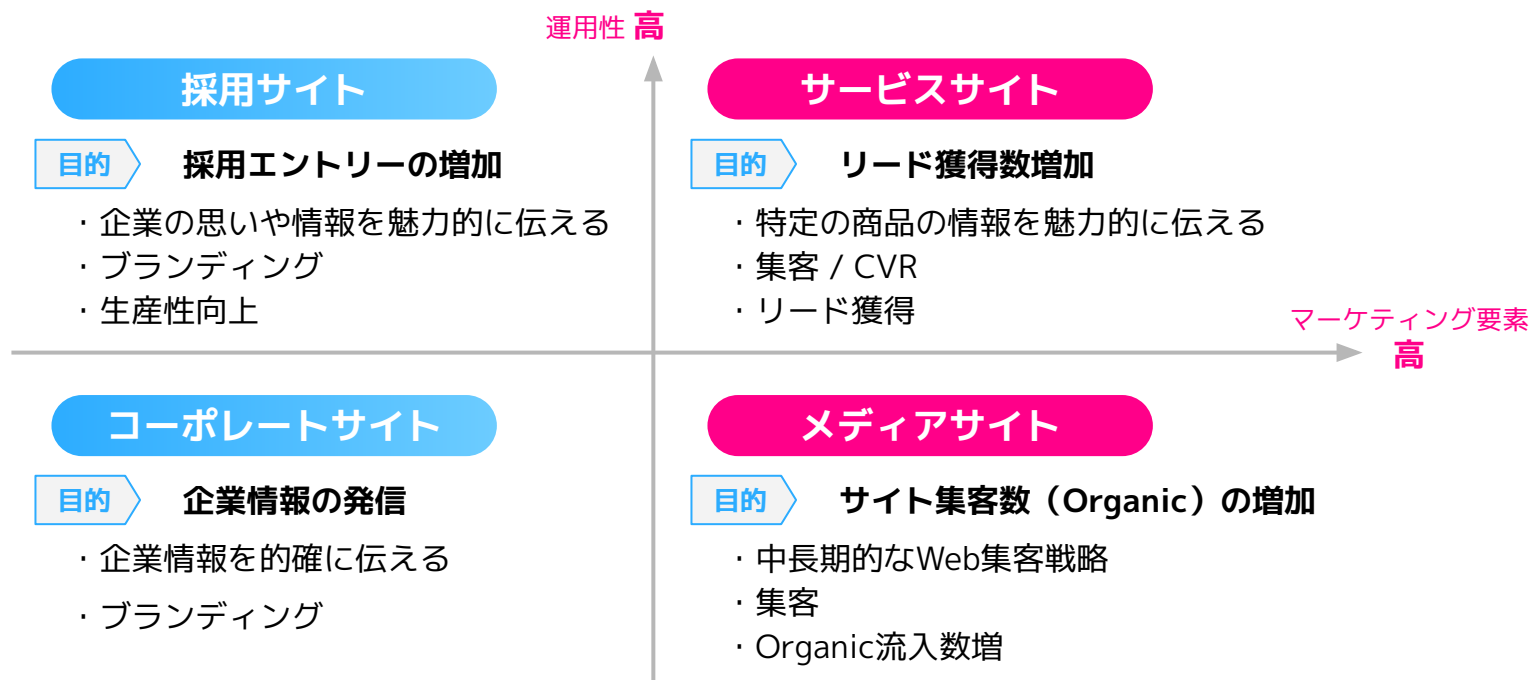 運用性 高
採用サイト
目的 採用エントリーの増加
・企業の思いや情報を魅力的に伝える
・ブランディング
・生産性向上
サービスサイト
目的 リード獲得数増加
・特定の商品の情報を魅力的に伝える
・集客 / CVR
・リード獲得
マーケティング要素
高
コーポレートサイト
目的 企業情報の発信
・企業情報を的確に伝える
・ブランディング
メディアサイト
目的 サイト集客数（Organic）の増加
・中長期的なWeb集客戦略
・集客
・Organic流入数増